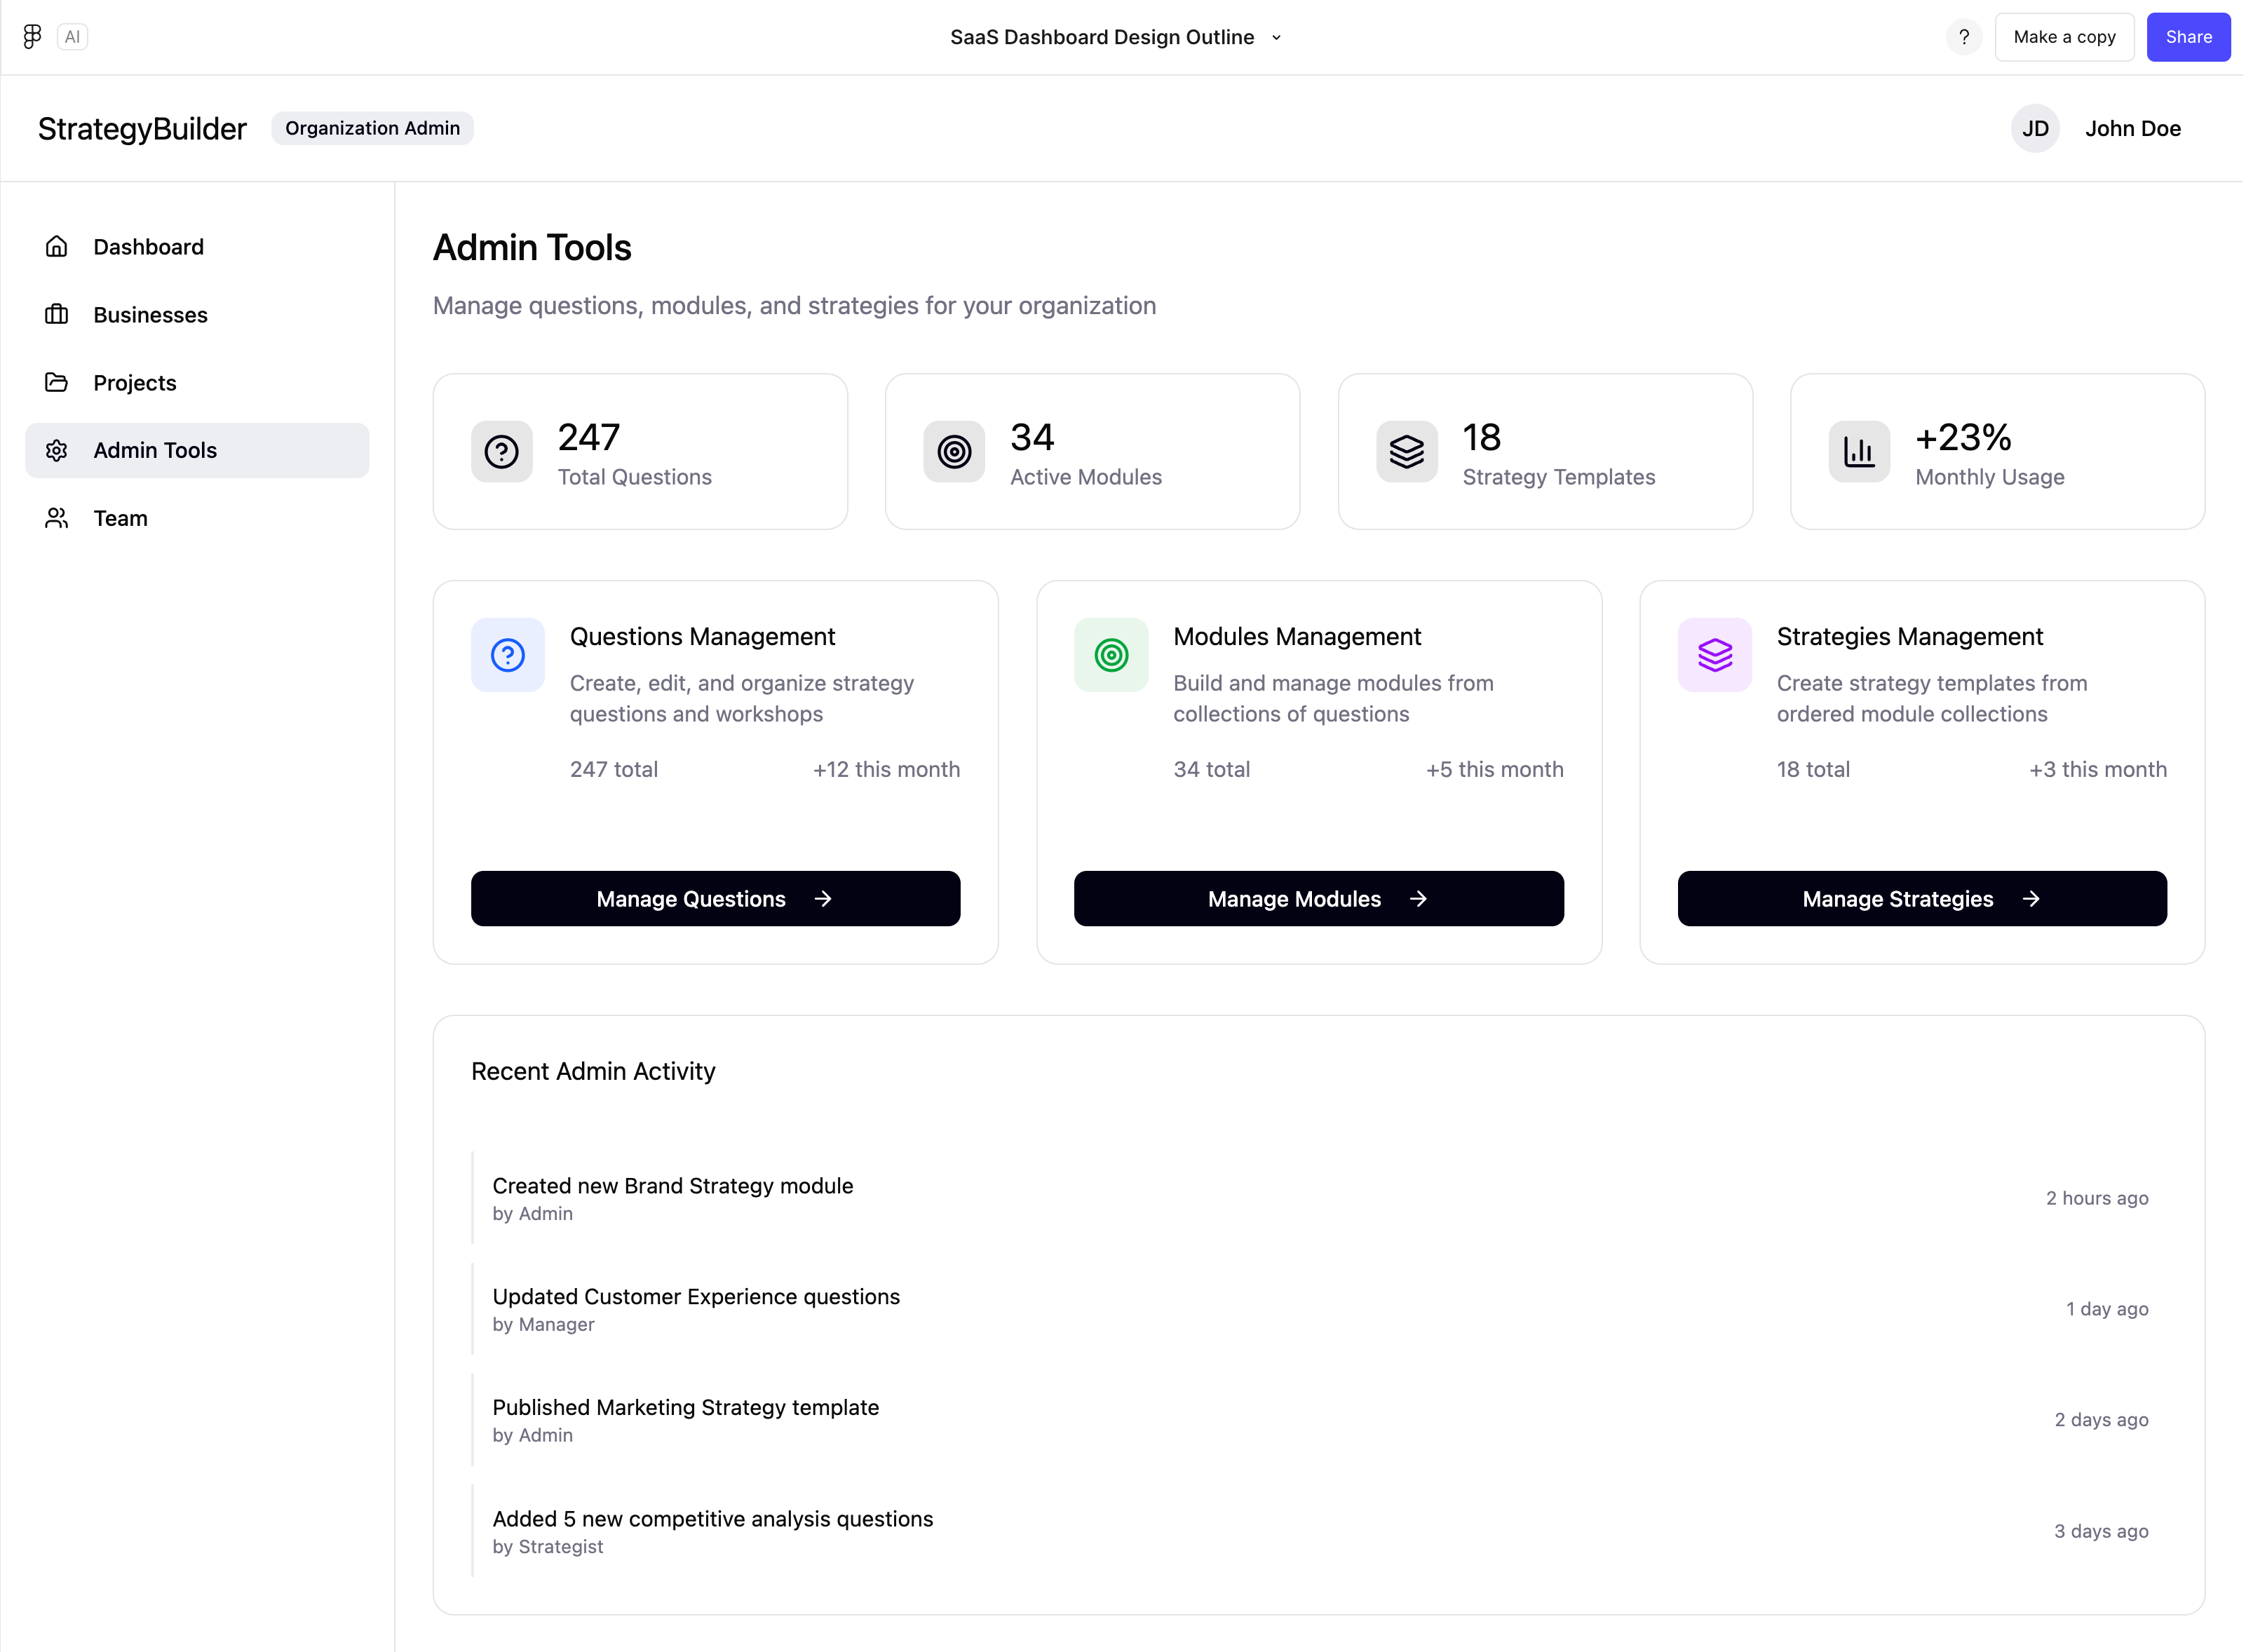 AI
SaaS Dashboard Design Outline
?
Make a copy
Share
StrategyBuilder
Organization Admin
JD
John Doe
Dashboard
Businesses
Projects
Admin Tools
Team
Admin Tools
Manage questions, modules, and strategies for your organization
247
Total Questions
34
Active Modules
18
Strategy Templates
+23%
Monthly Usage
Questions Management
Create, edit, and organize strategy
questions and workshops
247 total
+12 this month
Manage Questions
Modules Management
Build and manage modules from
collections of questions
34 total
+5 this month
Manage Modules
Strategies Management
Create strategy templates from
ordered module collections
18 total
+3 this month
Manage Strategies
Recent Admin Activity
Created new Brand Strategy module
by Admin
2 hours ago
Updated Customer Experience questions
by Manager
1 day ago
Published Marketing Strategy template
by Admin
2 days ago
Added 5 new competitive analysis questions
by Strategist
3 days ago